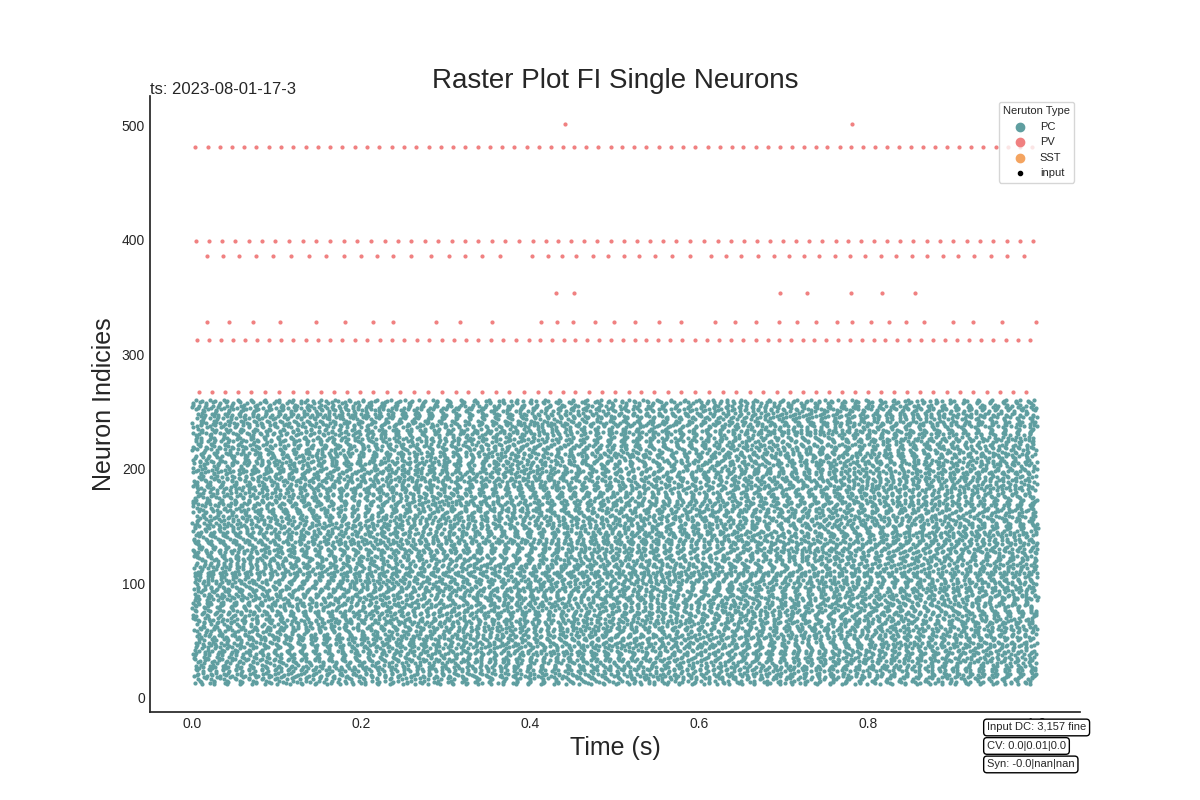 Raster Plot FI Single Neurons
ts: 2023-08-01-17-3
Neruton Type
PC
PV
SST
input
Neuron Indicies
500
400
300
200
100
0
0.0 0.2 0.4 0.6 0.8
Time (s)
Input DC: 3,157 fine
CV: 0.0|0.01|0.0
Syn: -0.0|nan|nan